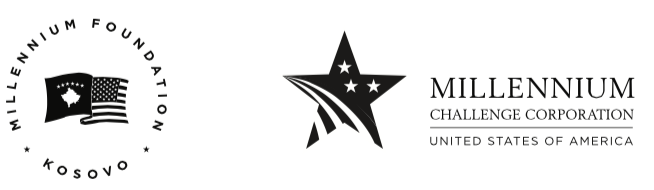 MILLENNIUM FOUNDATION
KOSOVO
MILLENNIUM
CHALLENGE CORPORATION
UNITED STATES OF AMERICA